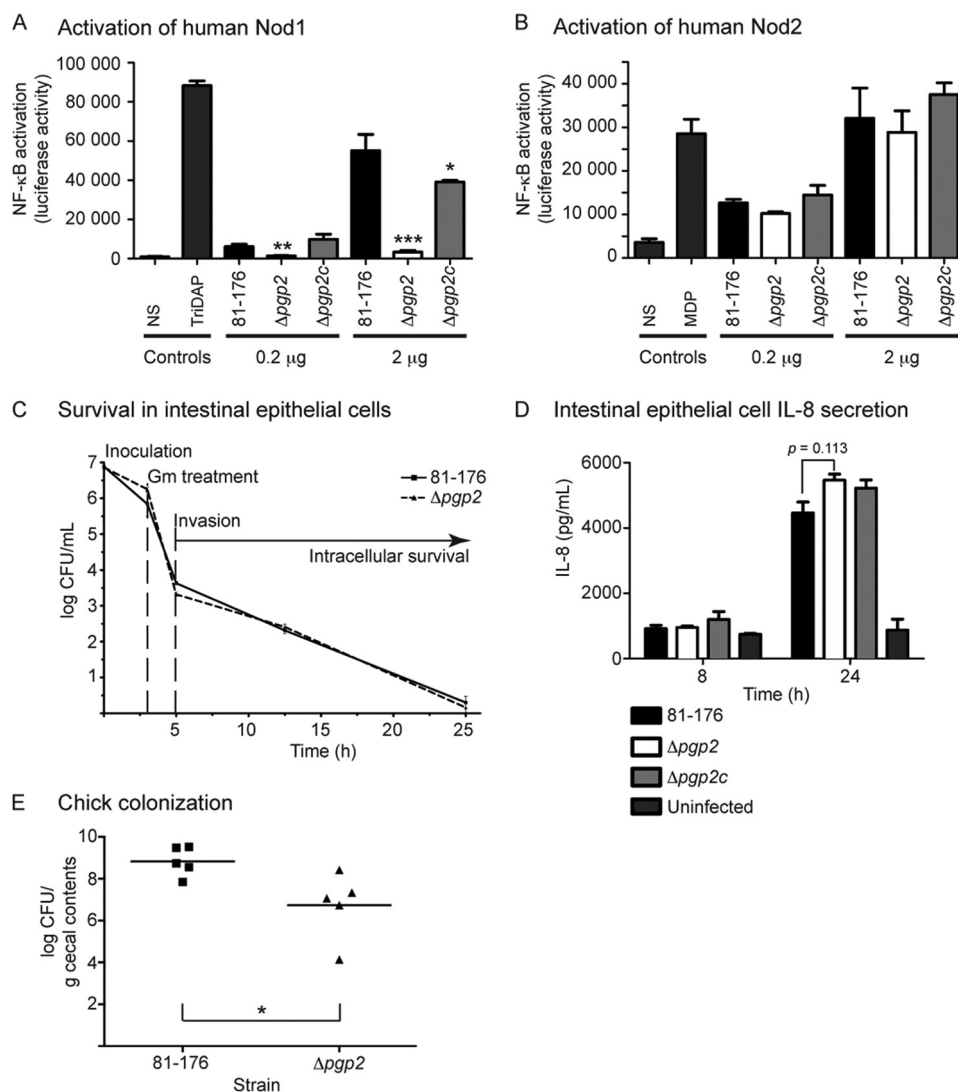 A Activation of human Nod1
NF-κB activation
(luciferase activity)
100 000
80 000
60 000
40 000
20 000
0
**
***
*
NS
TriDAP
81-176
Δpgp2
Δpgp2c
81-176
Δpgp2
Δpgp2c
Controls 0.2 μg 2 μg
B Activation of human Nod2
NF-κB activation
(luciferase activity)
40 000
30 000
20 000
10 000
0
NS
MDP
81-176
Δpgp2
Δpgp2c
81-176
Δpgp2
Δpgp2c
Controls 0.2 μg 2 μg
C Survival in intestinal epithelial cells
log CFU/mL
7
6
5
4
3
2
1
Inoculation
Gm treatment
Invasion
Intracellular survival
81-176
Δpgp2
0 5 10 15 20 25
Time (h)
D Intestinal epithelial cell IL-8 secretion
IL-8 (pg/mL)
6000
4000
2000
0
p = 0.113
8 24
Time (h)
81-176
Δpgp2
Δpgp2c
Uninfected
E Chick colonization
log CFU/
g cecal contents
10
8
6
4
2
*
81-176 Δpgp2
Strain